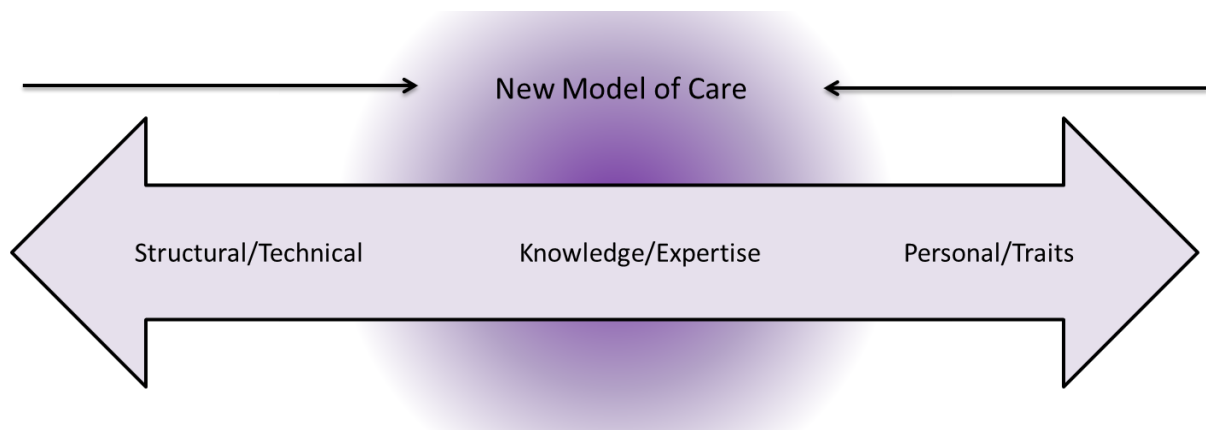 New Model of Care
Structural/Technical
Knowledge/Expertise
Personal/Traits